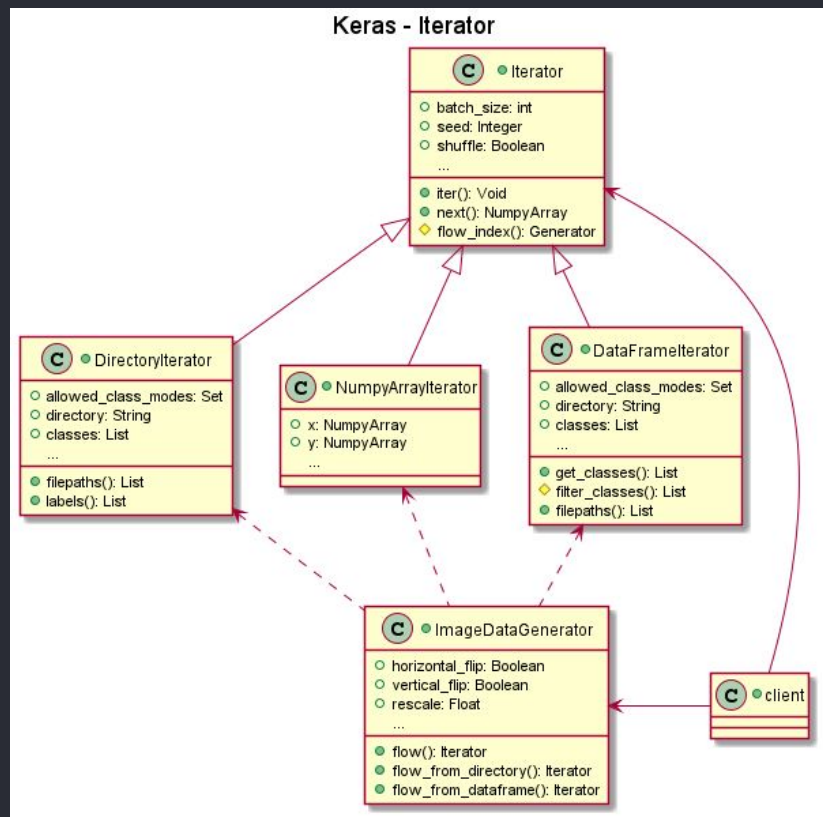 Keras - Iterator
C Iterator
batch_size: int
seed: Integer
shuffle: Boolean
...
iter(): Void
next(): NumpyArray
flow_index(): Generator
C DirectoryIterator
allowed_class_modes: Set
directory: String
classes: List
...
filepaths(): List
labels(): List
C NumpyArrayIterator
x: NumpyArray
y: NumpyArray
...
C DataFrameIterator
allowed_class_modes: Set
directory: String
classes: List
...
get_classes(): List
filter_classes(): List
filepaths(): List
C ImageDataGenerator
horizontal_flip: Boolean
vertical_flip: Boolean
rescale: Float
...
flow(): Iterator
flow_from_directory(): Iterator
flow_from_dataframe(): Iterator
C client